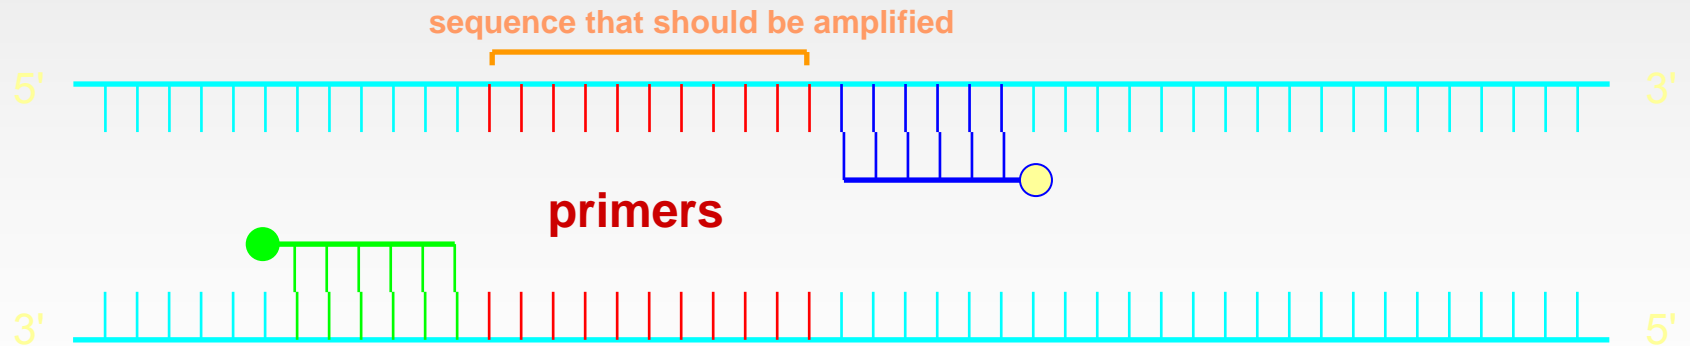 sequence that should be amplified
5' 3'
primers
3' 5'